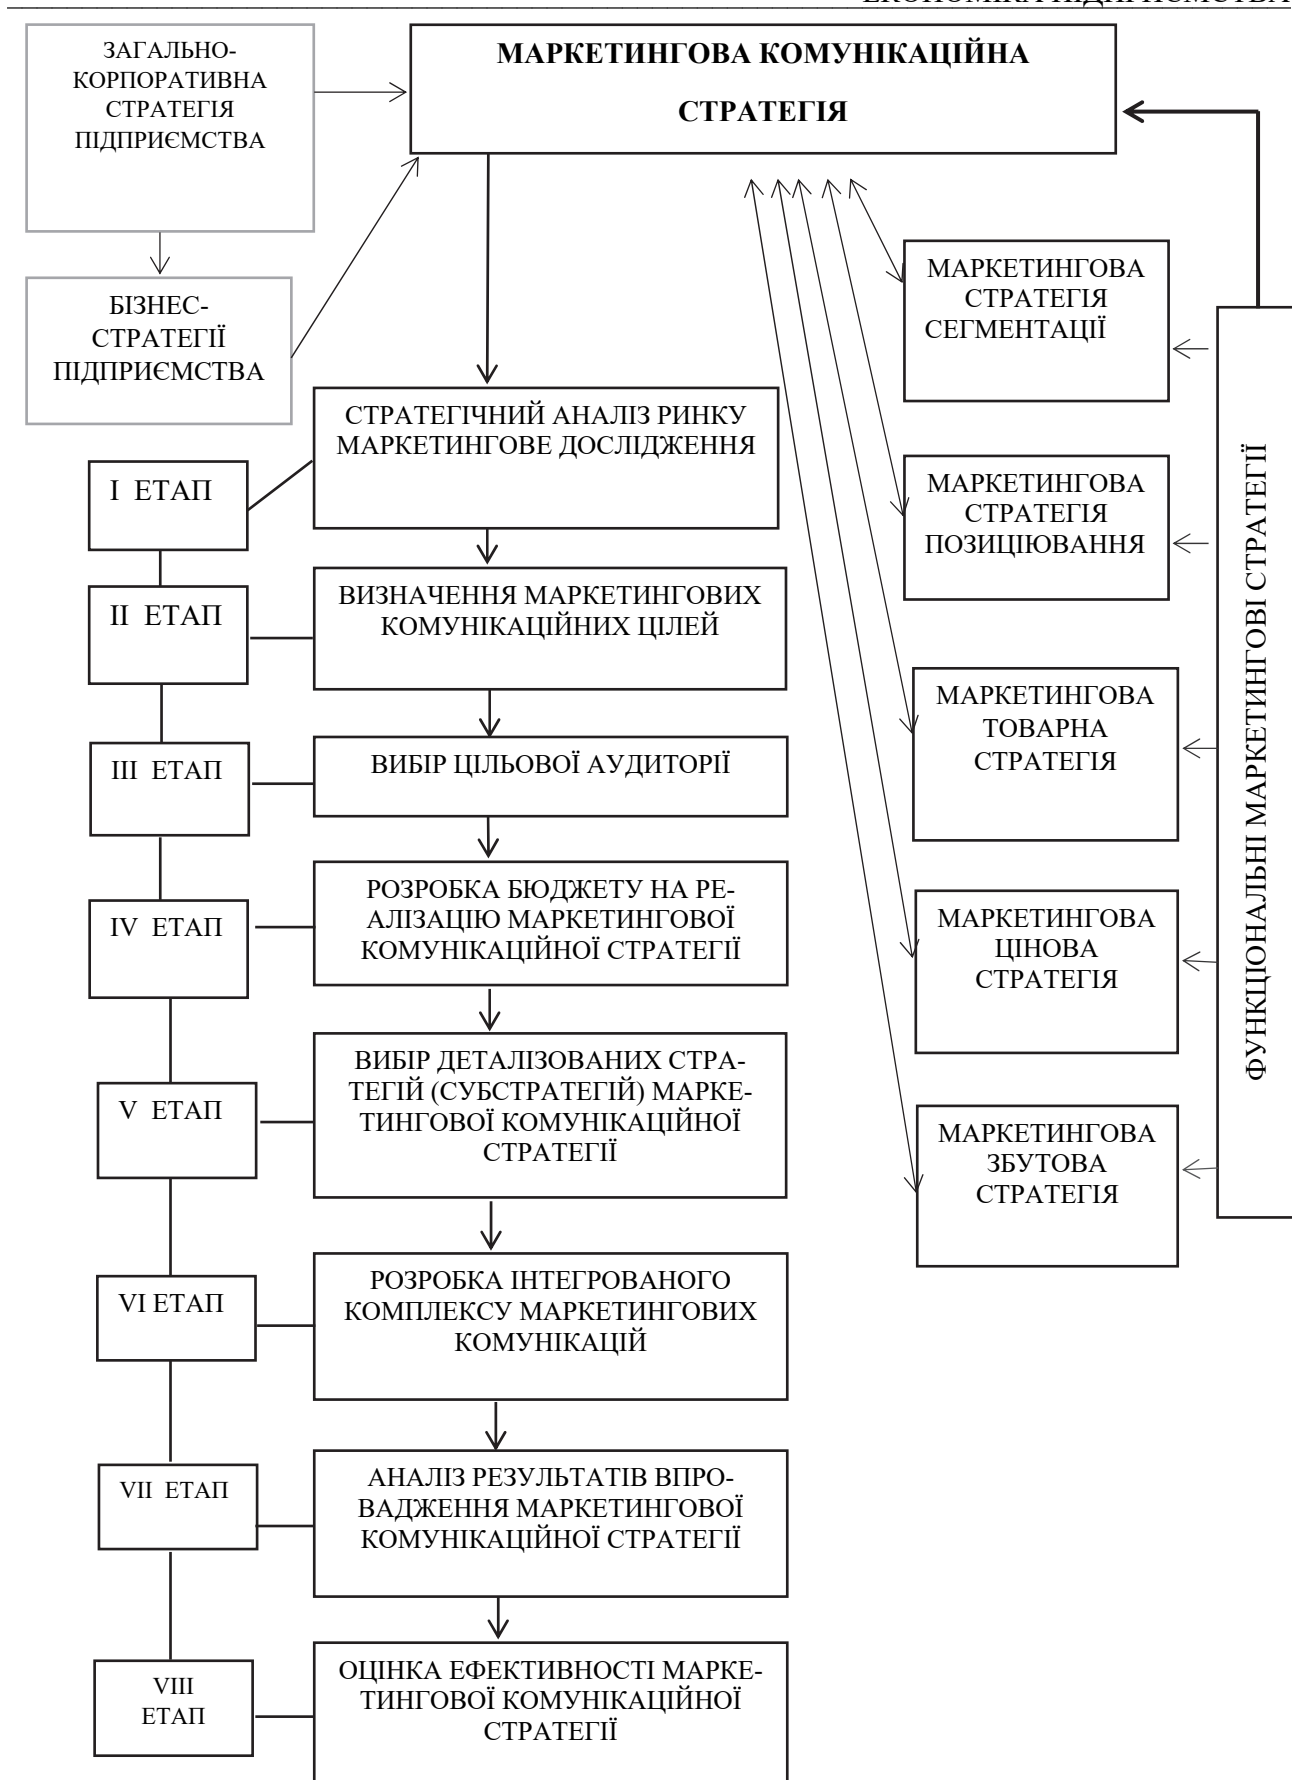 ЕКОНОМІКА ПІДПРИЄМСТВА
ЗАГАЛЬНО-
КОРПОРАТИВНА
СТРАТЕГІЯ
ПІДПРИЄМСТВА
МАРКЕТИНГОВА КОМУНІКАЦІЙНА
СТРАТЕГІЯ
БІЗНЕС-
СТРАТЕГІЇ
ПІДПРИЄМСТВА
І ЕТАП
СТРАТЕГІЧНИЙ АНАЛІЗ РИНКУ
МАРКЕТИНГОВЕ ДОСЛІДЖЕННЯ
ІІ ЕТАП
ВИЗНАЧЕННЯ МАРКЕТИНГОВИХ
КОМУНІКАЦІЙНИХ ЦІЛЕЙ
ІІІ ЕТАП
ВИБІР ЦІЛЬОВОЇ АУДИТОРІЇ
IV ЕТАП
РОЗРОБКА БЮДЖЕТУ НА РЕ-
АЛІЗАЦІЮ МАРКЕТИНГОВОЇ
КОМУНІКАЦІЙНОЇ СТРАТЕГІЇ
V ЕТАП
ВИБІР ДЕТАЛІЗОВАНИХ СТРА-
ТЕГІЙ (СУБСТРАТЕГІЙ) МАРКЕ-
ТИНГОВОЇ КОМУНІКАЦІЙНОЇ
СТРАТЕГІЇ
VI ЕТАП
РОЗРОБКА ІНТЕГРОВАНОГО
КОМПЛЕКСУ МАРКЕТИНГОВИХ
КОМУНІКАЦІЙ
VII ЕТАП
АНАЛІЗ РЕЗУЛЬТАТІВ ВПРО-
ВАДЖЕННЯ МАРКЕТИНГОВОЇ
КОМУНІКАЦІЙНОЇ СТРАТЕГІЇ
VIII
ЕТАП
ОЦІНКА ЕФЕКТИВНОСТІ МАРКЕ-
ТИНГОВОЇ КОМУНІКАЦІЙНОЇ
СТРАТЕГІЇ
МАРКЕТИНГОВА
СТРАТЕГІЯ
СЕГМЕНТАЦІЇ
МАРКЕТИНГОВА
СТРАТЕГІЯ
ПОЗИЦІЮВАННЯ
МАРКЕТИНГОВА
ТОВАРНА
СТРАТЕГІЯ
МАРКЕТИНГОВА
ЦІНОВА
СТРАТЕГІЯ
МАРКЕТИНГОВА
ЗБУТОВА
СТРАТЕГІЯ
ФУНКЦІОНАЛЬНІ МАРКЕТИНГОВІ СТРАТЕГІЇ